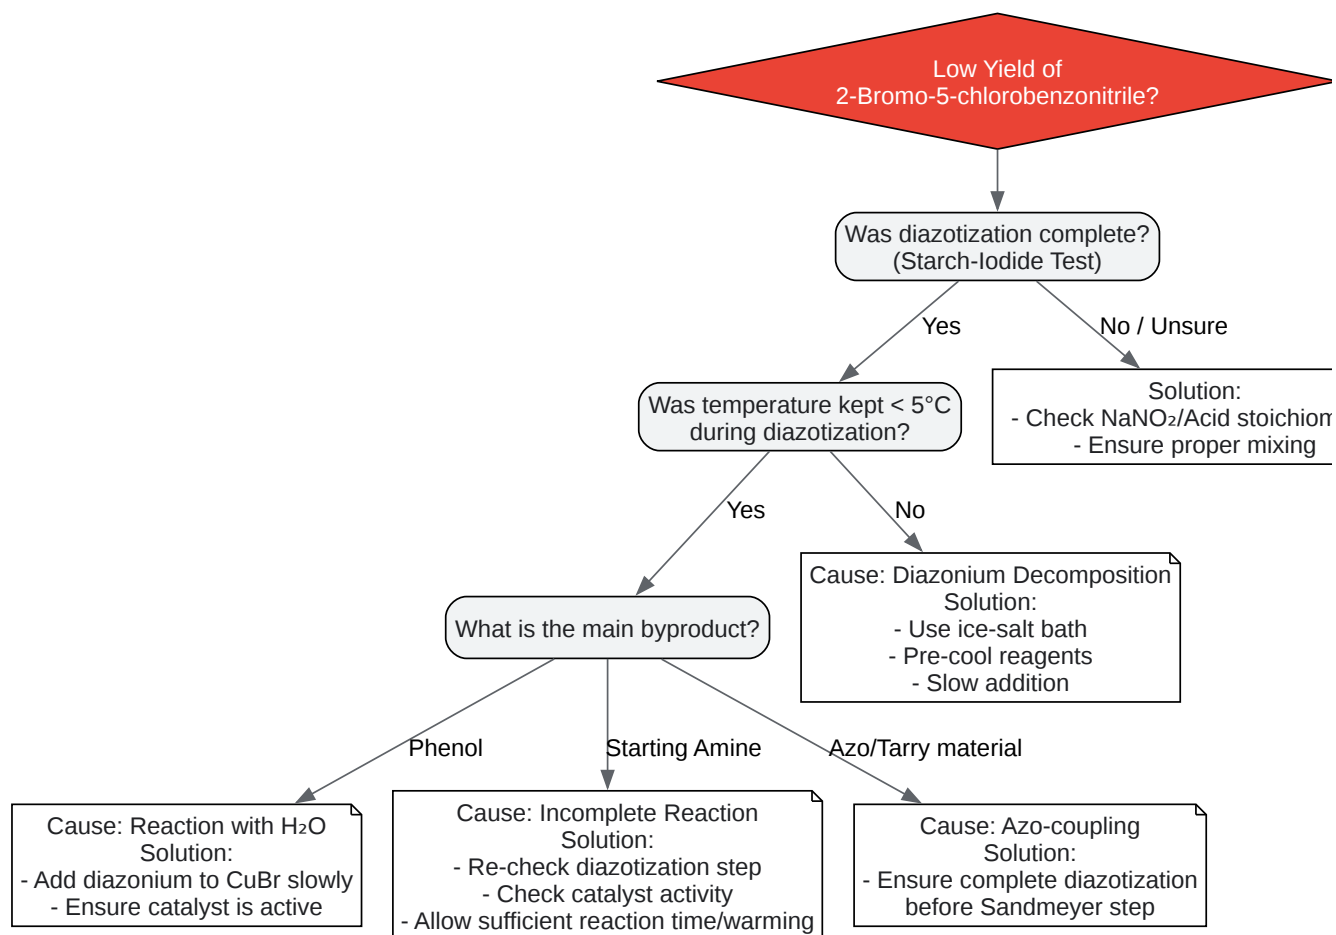 Low Yield of
2-Bromo-5-chlorobenzonitrile?
Was diazotization complete?
(Starch-Iodide Test)
Yes
No / Unsure
Was temperature kept < 5°C
during diazotization?
Solution:
- Check NaNO₂/Acid
- Ensure proper mixing
Yes
No
What is the main byproduct?
Cause: Diazonium Decomposition
Solution:
- Use ice-salt bath
- Pre-cool reagents
- Slow addition
Phenol
Starting Amine
Azo/Tarry material
Cause: Reaction with H₂O
Solution:
- Add diazonium to CuBr slowly
- Ensure catalyst is active
Cause: Incomplete Reaction
Solution:
- Re-check diazotization step
- Check catalyst activity
- Allow sufficient reaction time/warming
Cause: Azo-coupling
Solution:
- Ensure complete diazotization
before Sandmeyer step